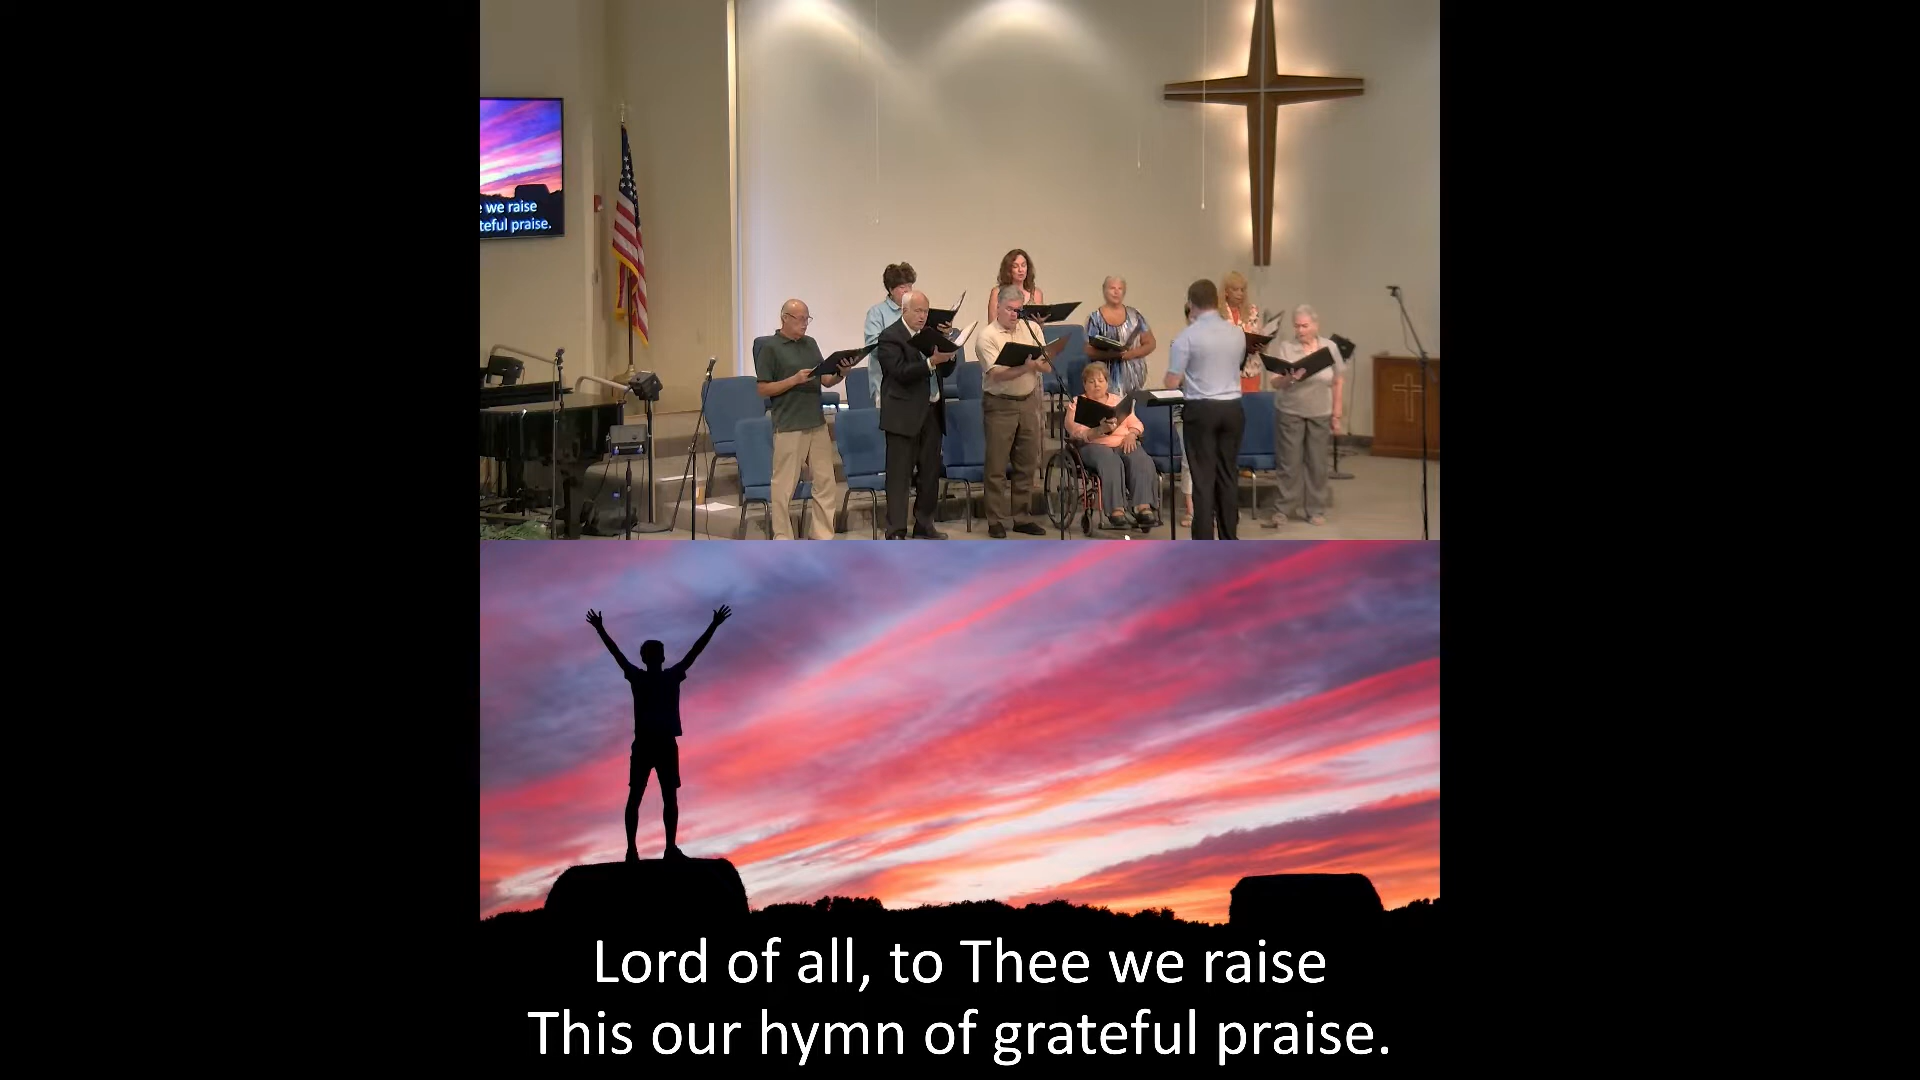 e we raise
teful praise.
Lord of all, to Thee we raise
This our hymn of grateful praise.